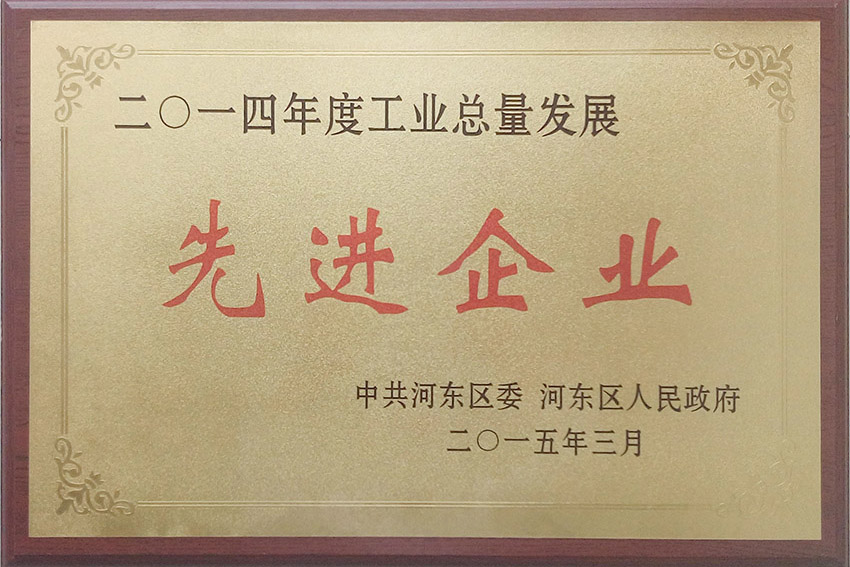 二〇一四年度工业总量发展
先进企业
中共河东区委 河东区人民政府
二〇一五年三月